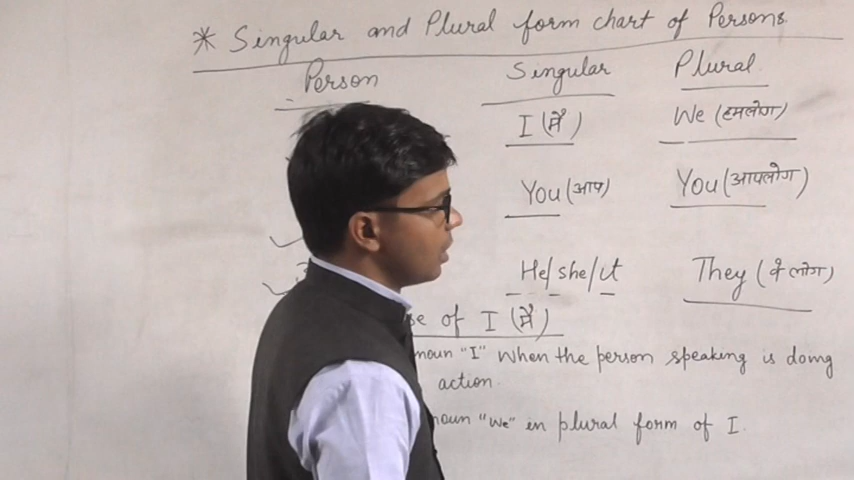 * Singular and Plural form chart of Persons.
Person Singular Plural
I (मैं) We (हमलोग)
You (आप) You (आपलोग)
He/she/it They (वे लोग)
of I (मैं)
"I" when the person speaking is doing
action.
"We" in plural form of I.